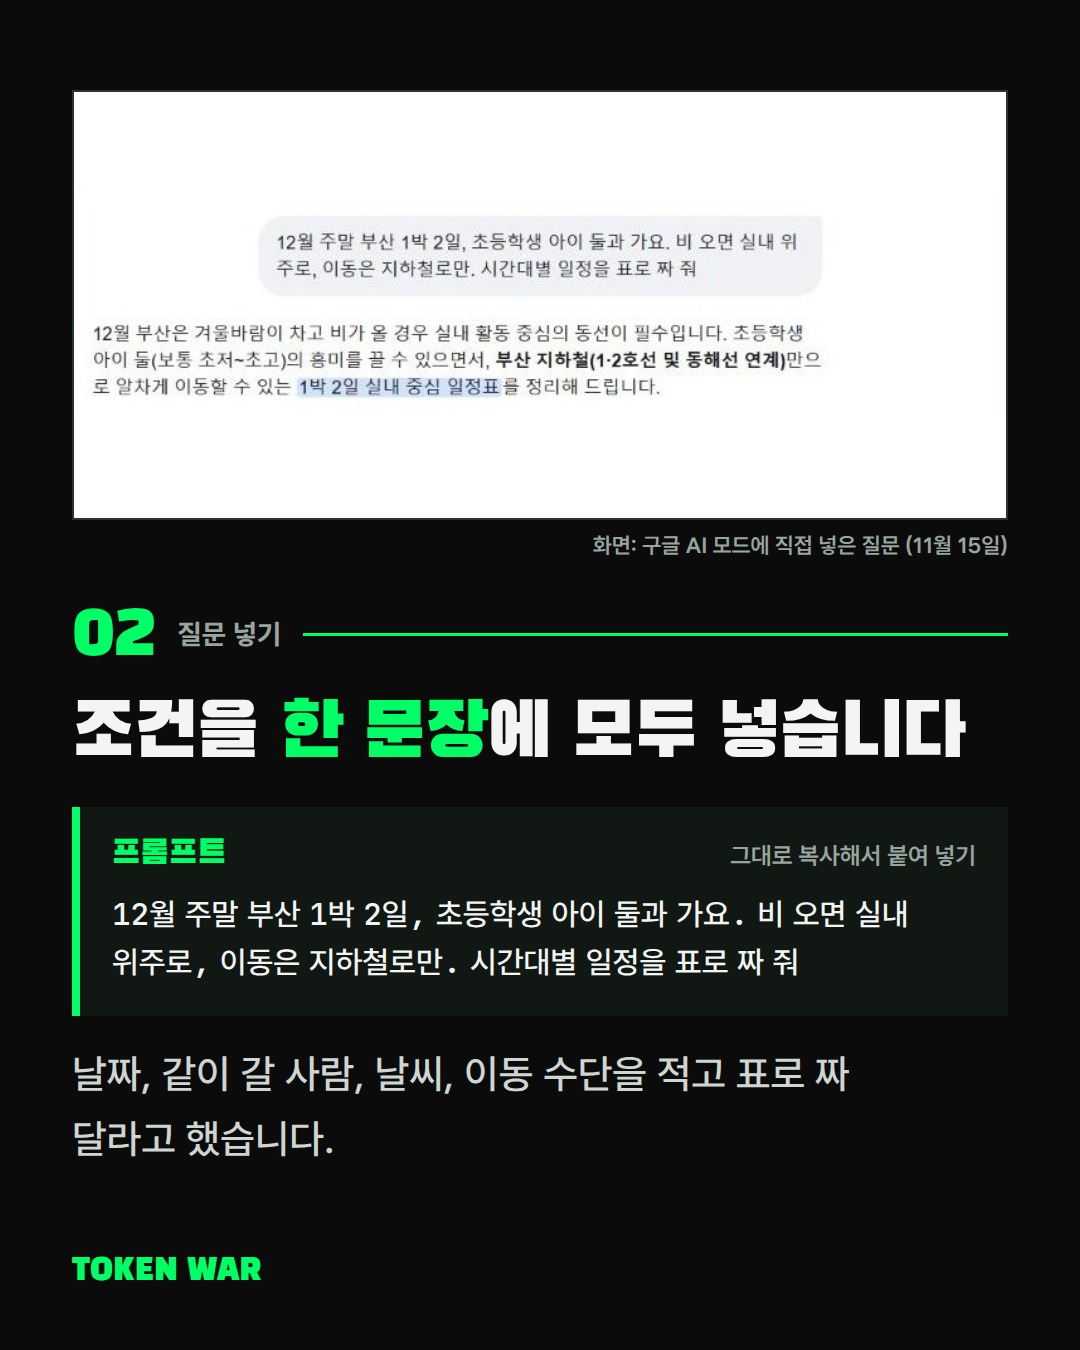 12월 주말 부산 1박 2일, 초등학생 아이 둘과 가요. 비 오면 실내 위
주로, 이동은 지하철로만. 시간대별 일정을 표로 짜 줘
12월 부산은 겨울바람이 차고 비가 올 경우 실내 활동 중심의 동선이 필수입니다. 초등학생
아이 둘(보통 초저~초고)의 흥미를 끌 수 있으면서, 부산 지하철(1·2호선 및 동해선 연계)만으
로 알차게 이동할 수 있는 1박 2일 실내 중심 일정표를 정리해 드립니다.
화면: 구글 AI 모드에 직접 넣은 질문 (11월 15일)
02 질문 넣기
조건을 한 문장에 모두 넣습니다
프롬프트 그대로 복사해서 붙여 넣기
12월 주말 부산 1박 2일, 초등학생 아이 둘과 가요. 비 오면 실내
위주로, 이동은 지하철로만. 시간대별 일정을 표로 짜 줘
날짜, 같이 갈 사람, 날씨, 이동 수단을 적고 표로 짜
달라고 했습니다.
TOKEN WAR